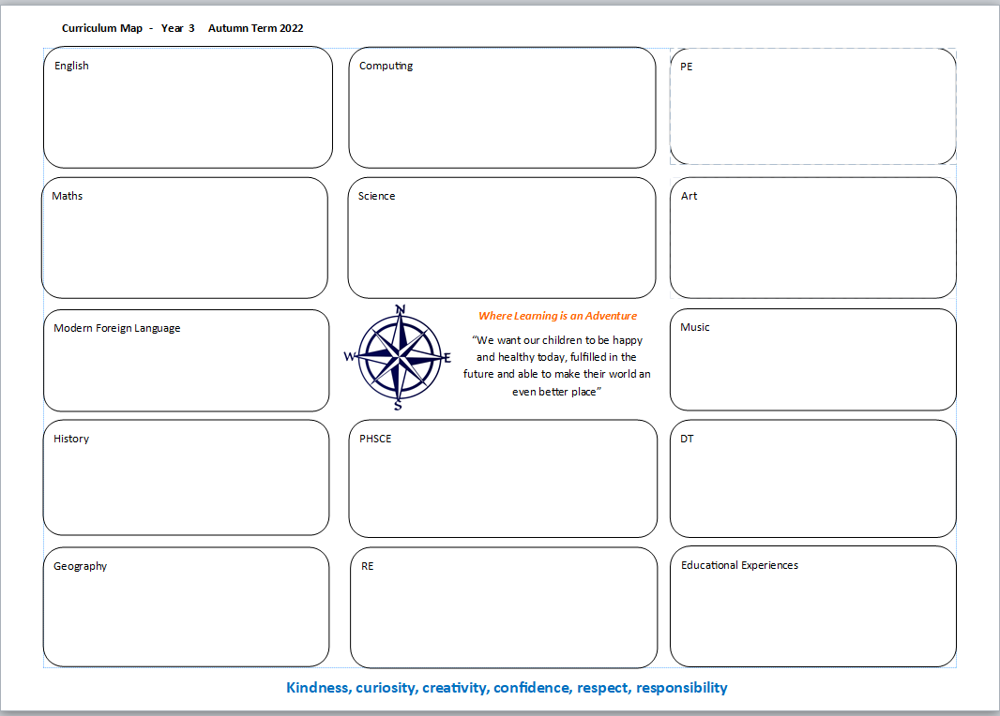 Curriculum Map - Year 3 Autumn Term 2022
English
Computing
PE
Maths
Science
Art
Modern Foreign Language
N
W
E
S
Where Learning is an Adventure
“We want our children to be happy
and healthy today, fulfilled in the
future and able to make their world an
even better place”
Music
History
PHSCE
DT
Geography
RE
Educational Experiences
Kindness, curiosity, creativity, confidence, respect, responsibility